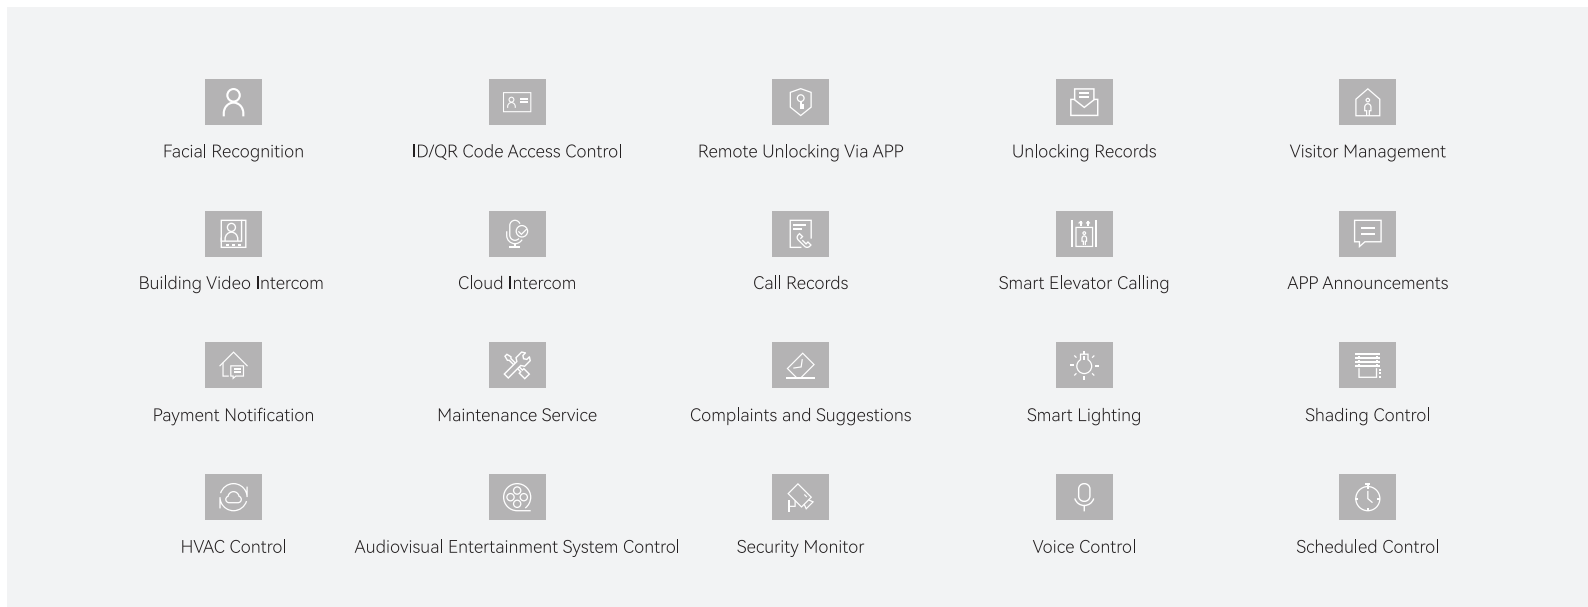 Facial Recognition
ID/QR Code Access Control
Remote Unlocking Via APP
Unlocking Records
Visitor Management
Building Video Intercom
Cloud Intercom
Call Records
Smart Elevator Calling
APP Announcements
Payment Notification
Maintenance Service
Complaints and Suggestions
Smart Lighting
Shading Control
HVAC Control
Audiovisual Entertainment System Control
Security Monitor
Voice Control
Scheduled Control